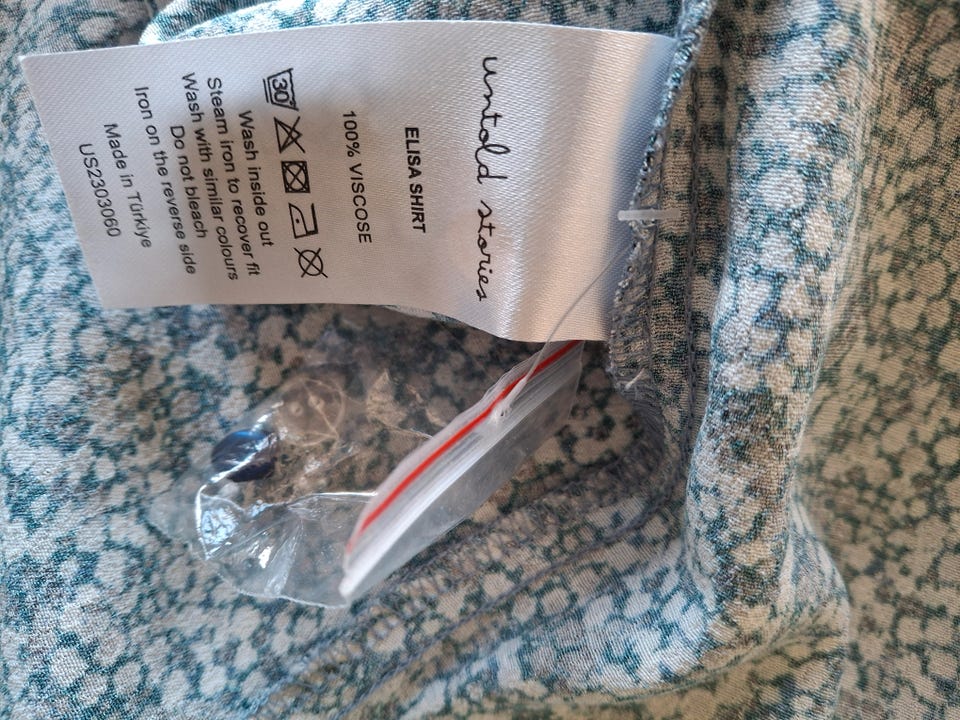 untold stories
ELISA SHIRT
100% VISCOSE
30
Wash inside out
Steam iron to recover fit
Wash with similar colours
Do not bleach
Iron on the reverse side
Made in Türkiye
US2303060